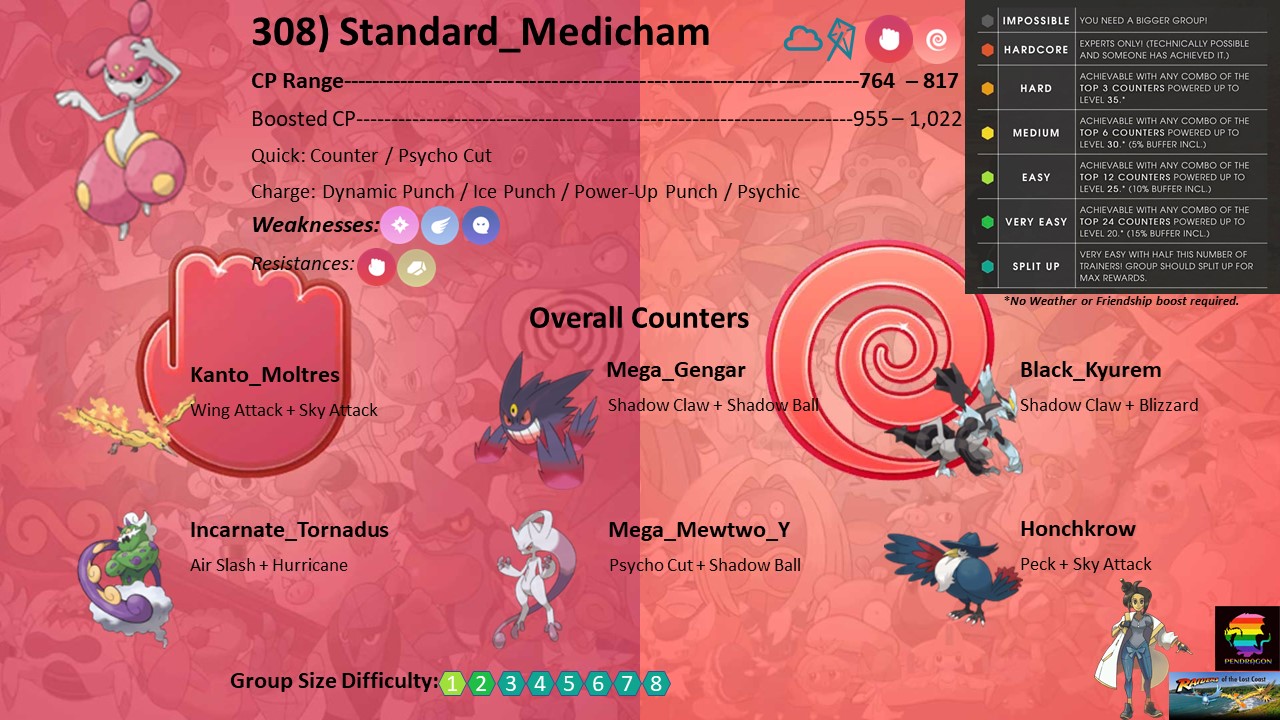 308) Standard_Medicham
CP Range--------------------------------------------------------------------------764 – 817
Boosted CP-----------------------------------------------------------------------955 – 1,022
Quick: Counter / Psycho Cut
Charge: Dynamic Punch / Ice Punch / Power-Up Punch / Psychic
Weaknesses:
Resistances:
IMPOSSIBLE YOU NEED A BIGGER GROUP!
HARDCORE EXPERTS ONLY! (TECHNICALLY POSSIBLE
AND SOMEONE HAS ACHIEVED IT.)
HARD ACHIEVABLE WITH ANY COMBO OF THE
TOP 3 COUNTERS POWERED UP TO
LEVEL 35.*
MEDIUM ACHIEVABLE WITH ANY COMBO OF THE
TOP 6 COUNTERS POWERED UP TO
LEVEL 30.* (5% BUFFER INCL.)
EASY ACHIEVABLE WITH ANY COMBO OF THE
TOP 12 COUNTERS POWERED UP TO
LEVEL 25.* (10% BUFFER INCL.)
VERY EASY ACHIEVABLE WITH ANY COMBO OF THE
TOP 24 COUNTERS POWERED UP TO
LEVEL 20.* (15% BUFFER INCL.)
SPLIT UP VERY EASY WITH HALF THIS NUMBER OF
TRAINERS! GROUP SHOULD SPLIT UP FOR
MAX REWARDS.
*No Weather or Friendship boost required.
Overall Counters
Kanto_Moltres
Wing Attack + Sky Attack
Mega_Gengar
Shadow Claw + Shadow Ball
Black_Kyurem
Shadow Claw + Blizzard
Incarnate_Tornadus
Air Slash + Hurricane
Mega_Mewtwo_Y
Psycho Cut + Shadow Ball
Honchkrow
Peck + Sky Attack
Group Size Difficulty: 1 2 3 4 5 6 7 8
PENDRAGON
RAIDERS of the Lost Coast